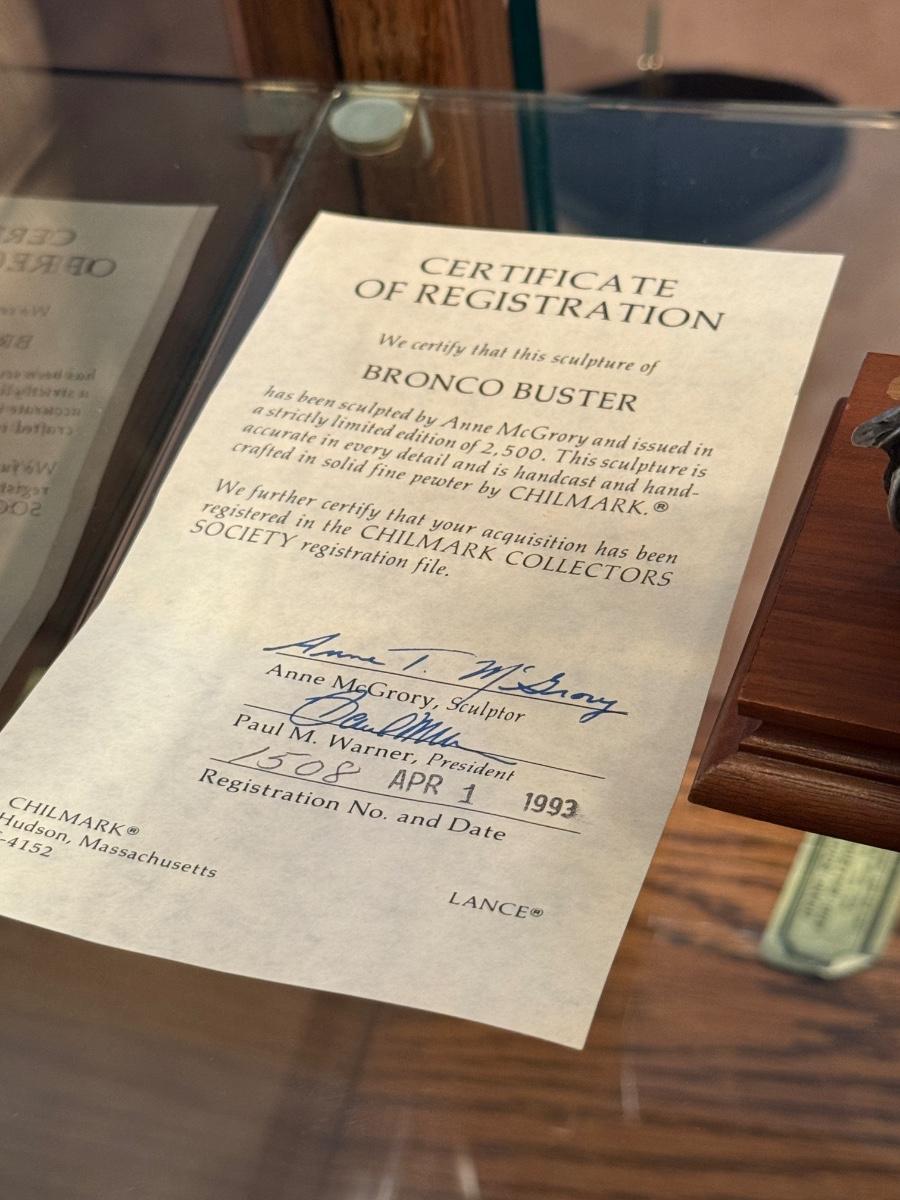 CERTIFICATE
OF REGISTRATION
We certify that this sculpture of
BRONCO BUSTER
has been sculpted by Anne McGrory and issued in
a strictly limited edition of 2,500. This sculpture is
accurate in every detail and is handcast and hand-
crafted in solid fine pewter by CHILMARK.®
We further certify that your acquisition has been
registered in the CHILMARK COLLECTORS
SOCIETY registration file.
Anne T. McGrory
Anne McGrory, Sculptor
Paul M. Warner, President
1508 APR 1 1993
Registration No. and Date
CHILMARK®
Hudson, Massachusetts
-4152
LANCE®